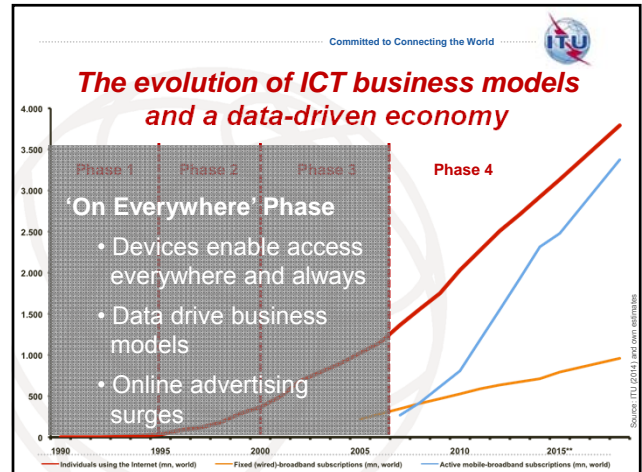 Committed to Connecting the World
ITU
The evolution of ICT business models
and a data-driven economy
4.000
3.500
3.000
2.500
2.000
1.500
1.000
500
0
Phase 1
Phase 2
Phase 3
Phase 4
'On Everywhere' Phase
• Devices enable access
everywhere and always
• Data drive business
models
• Online advertising
surges
1990
1995
2000
2005
2010
2015**
Individuals using the Internet (mn, world)
Fixed (wired)-broadband subscriptions (mn, world)
Active mobile-broadband subscriptions (mn, world)
Source: ITU (2014) and own estimates